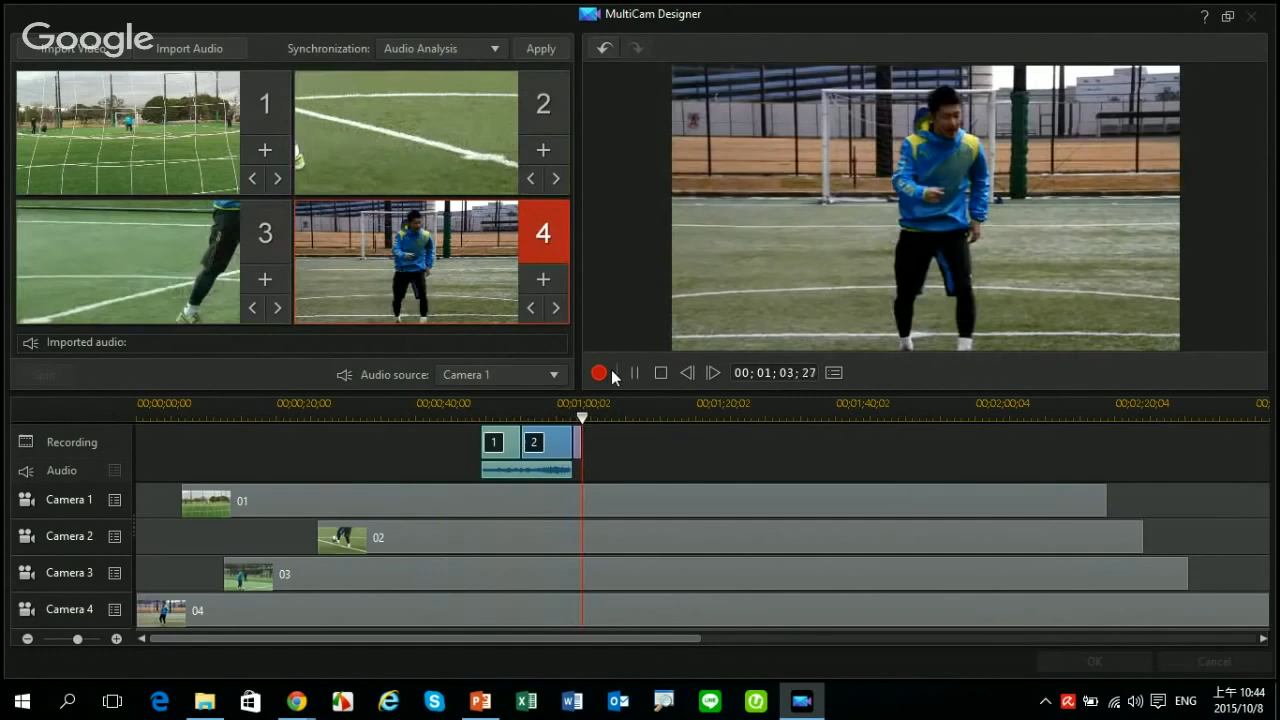 MultiCam Designer
?
Google
Import Video
Import Audio
Synchronization:
Audio Analysis
Apply
1
2
3
4
Imported audio:
Audio source:
Camera 1
00; 01; 03; 27
00;00;00;00
00;00;20;00
00;00;40;00
00;01;00;02
00;01;20;02
00;01;40;02
00;02;00;04
00;02;20;04
Recording
1
2
Audio
Camera 1
01
Camera 2
02
Camera 3
03
Camera 4
04
OK
Cancel
ENG
上午 10:44
2015/10/8